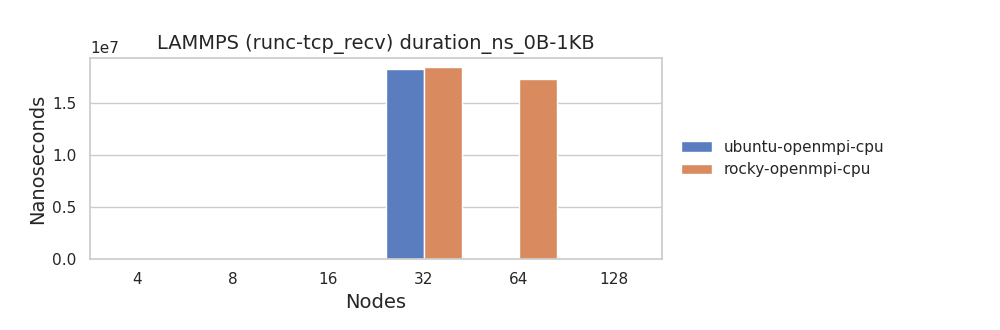 LAMMPS (runc-tcp_recv) duration_ns_0B-1KB
1e7
Nanoseconds
1.5
1.0
0.5
0.0
4 8 16 32 64 128
Nodes
ubuntu-openmpi-cpu
rocky-openmpi-cpu